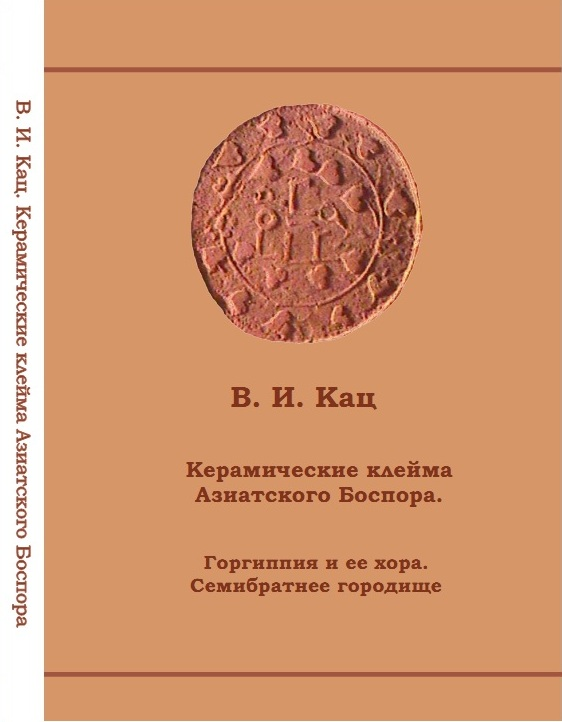 В. И. Кац. Керамические клейма Азиатского Боспора
В. И. Кац
Керамические клейма
Азиатского Боспора.
Горгиппия и ее хора.
Семибратнее городище